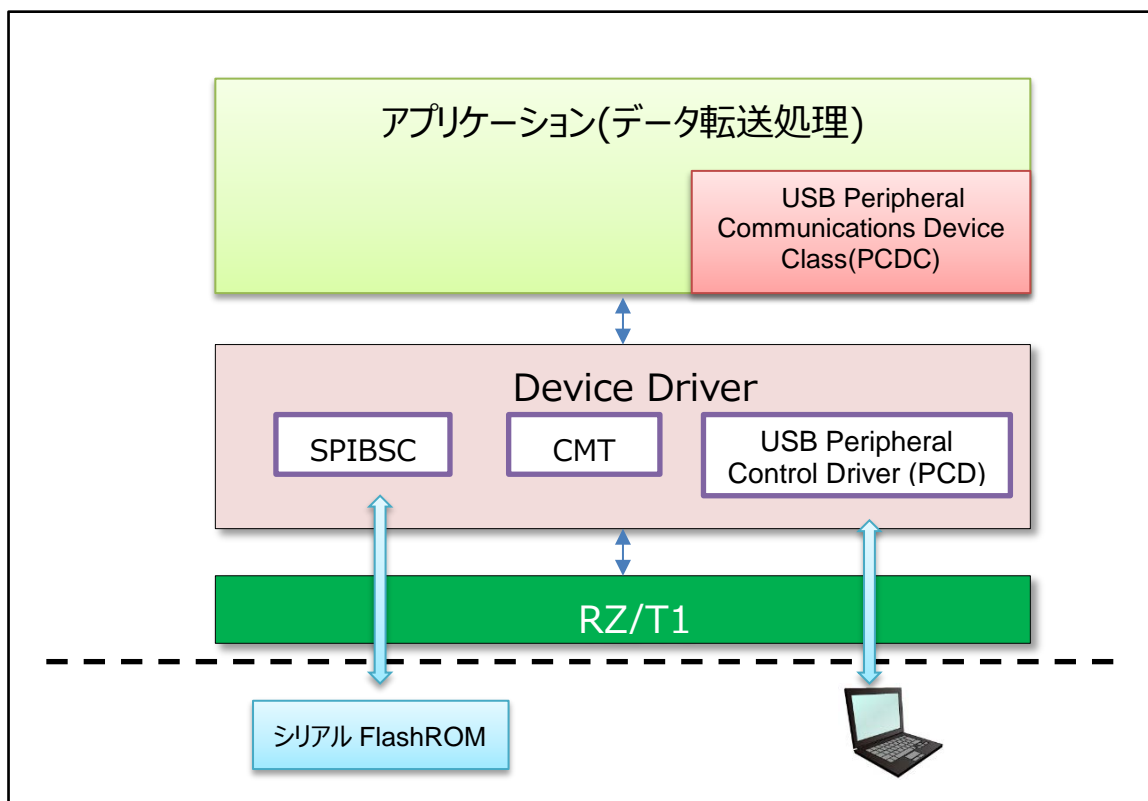 アプリケーション(データ転送処理)
USB Peripheral
Communications Device
Class(PCDC)
Device Driver
SPIBSC
CMT
USB Peripheral
Control Driver (PCD)
RZ/T1
シリアル FlashROM